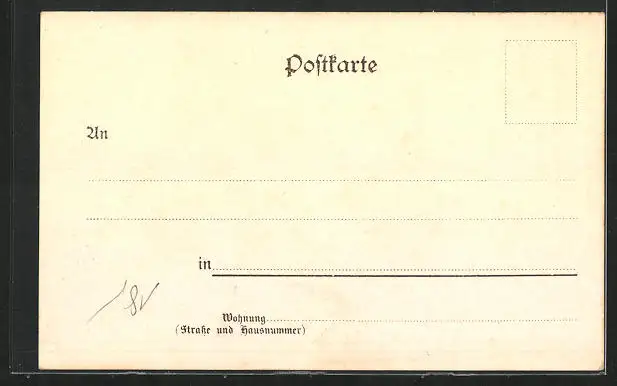 Poſtkarte
An
in
Wohnung
(Straße und Hausnummer)